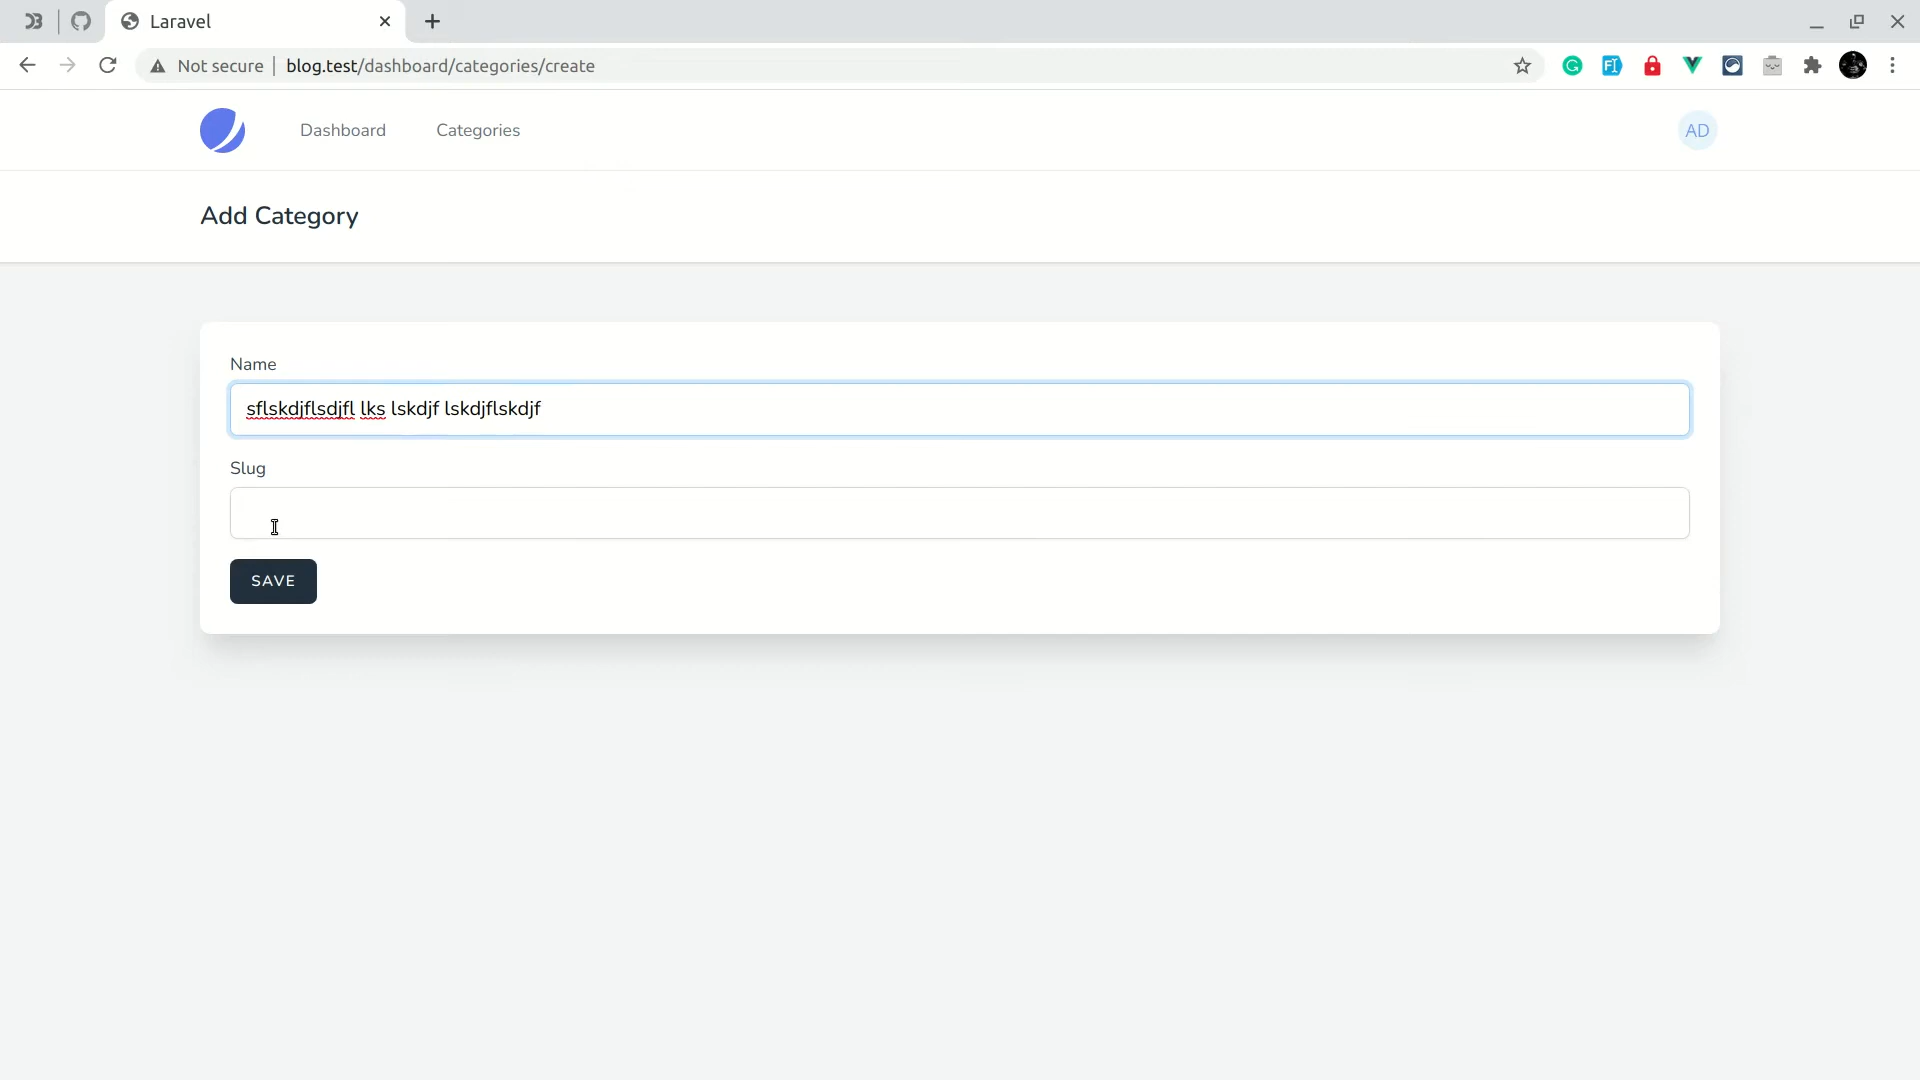 Laravel
Not secure | blog.test/dashboard/categories/create
Dashboard Categories AD
Add Category
Name
sflskdjflsdjfl lks lskdjf lskdjflskdjf
Slug
SAVE